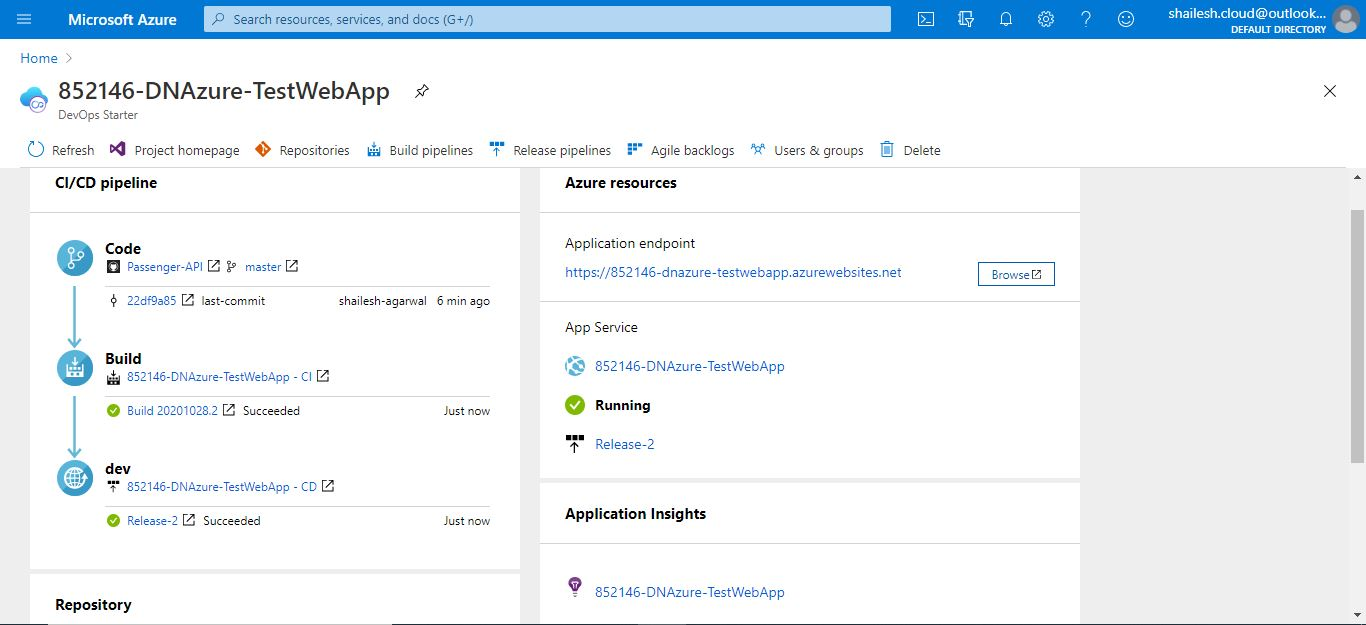 Microsoft Azure
Search resources, services, and docs (G+/)
shailesh.cloud@outlook...
DEFAULT DIRECTORY
Home
852146-DNAzure-TestWebApp
DevOps Starter
Refresh Project homepage Repositories Build pipelines Release pipelines Agile backlogs Users & groups Delete
CI/CD pipeline
Code
Passenger-API master
22df9a85 last-commit shailesh-agarwal 6 min ago
Build
852146-DNAzure-TestWebApp - CI
Build 20201028.2 Succeeded Just now
dev
852146-DNAzure-TestWebApp - CD
Release-2 Succeeded Just now
Repository
Azure resources
Application endpoint
https://852146-dnazure-testwebapp.azurewebsites.net Browse
App Service
852146-DNAzure-TestWebApp
Running
Release-2
Application Insights
852146-DNAzure-TestWebApp